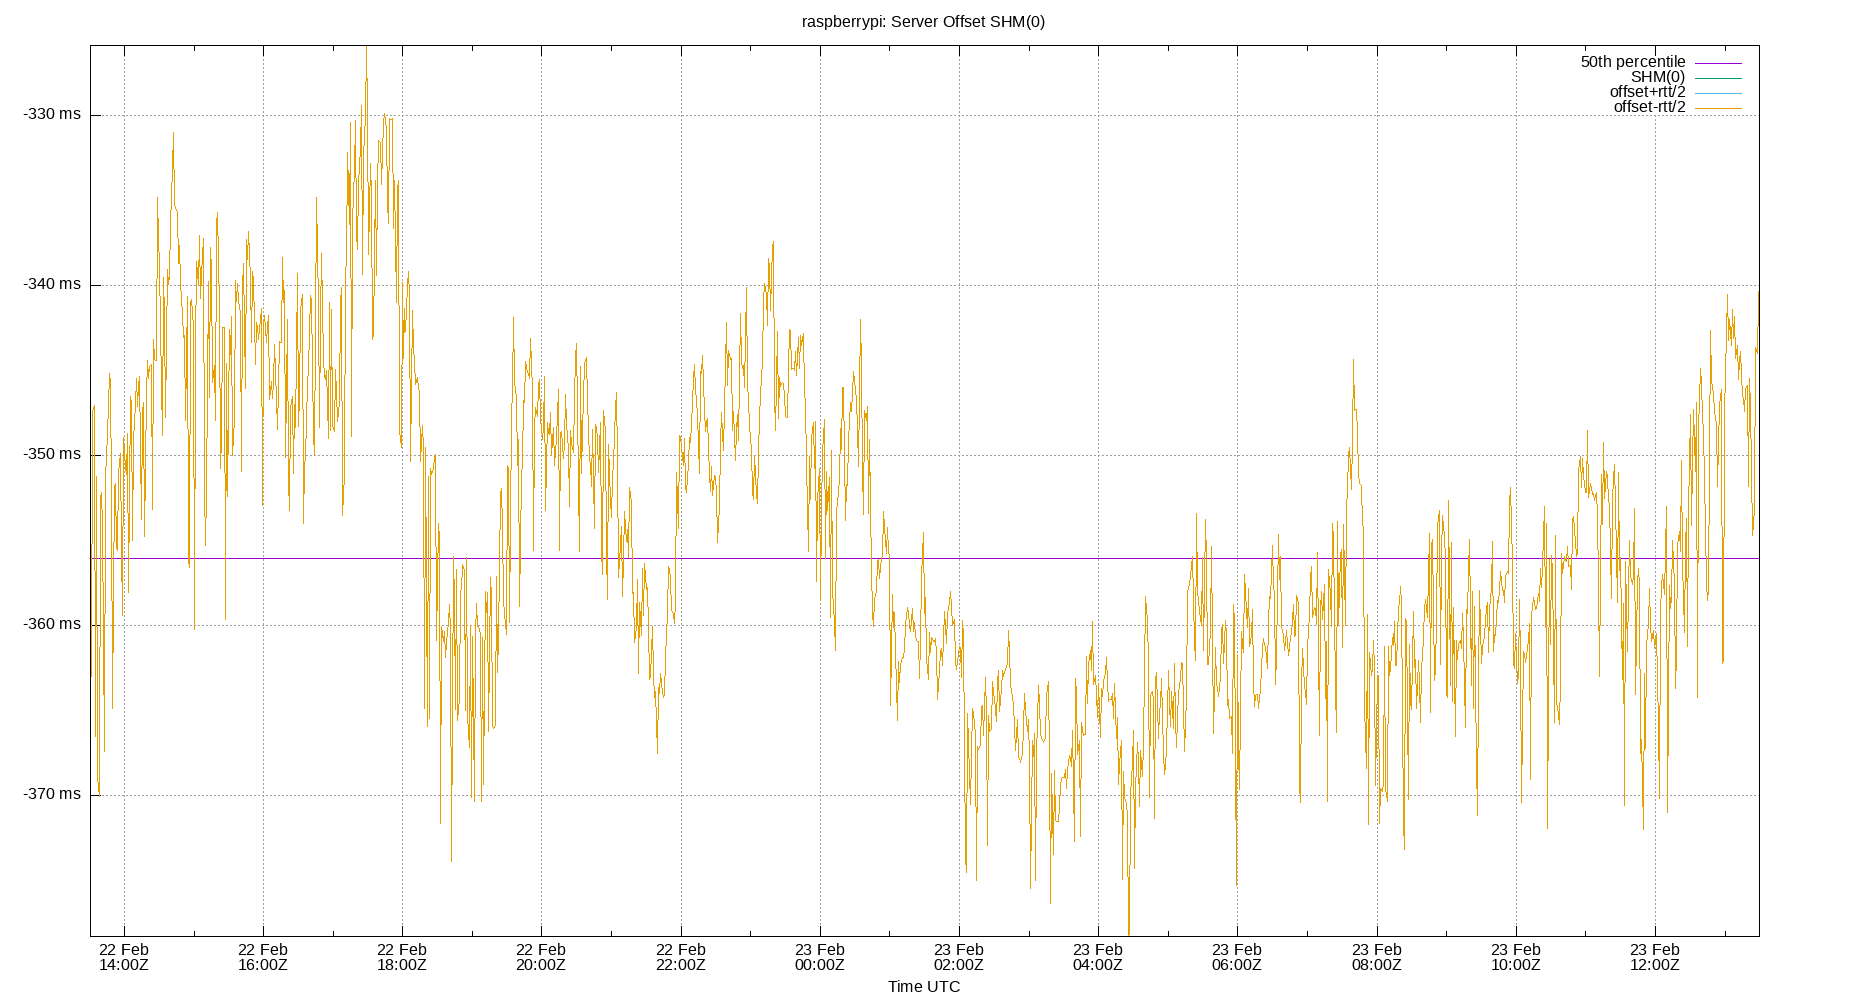 raspberrypi: Server Offset SHM(0)
50th percentile
SHM(0)
offset+rtt/2
offset-rtt/2
-330 ms
-340 ms
-350 ms
-360 ms
-370 ms
22 Feb 22 Feb 22 Feb 22 Feb 22 Feb 23 Feb 23 Feb 23 Feb 23 Feb 23 Feb 23 Feb 23 Feb
14:00Z 16:00Z 18:00Z 20:00Z 22:00Z 00:00Z 02:00Z 04:00Z 06:00Z 08:00Z 10:00Z 12:00Z
Time UTC